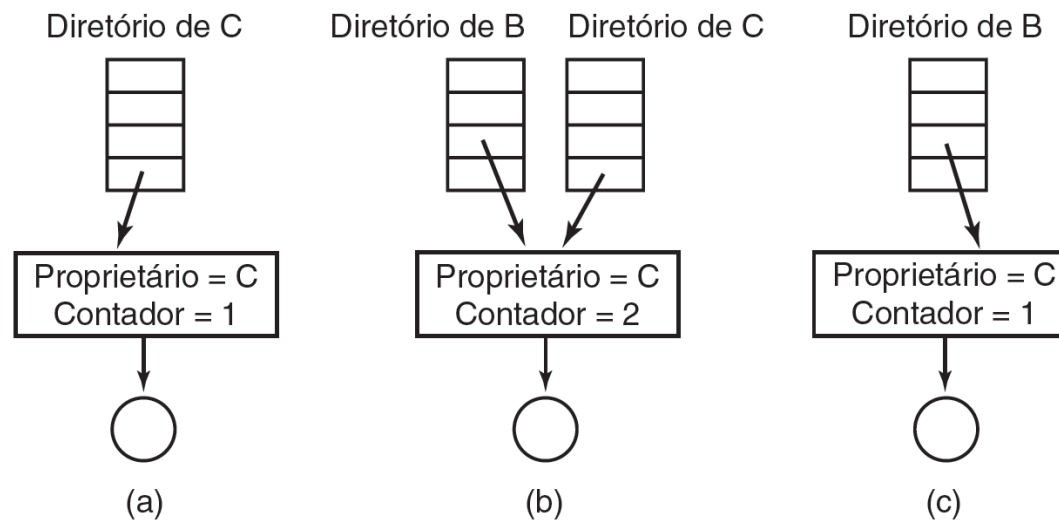 Diretório de C
Diretório de B
Diretório de C
Diretório de B
Proprietário = C
Contador = 1
Proprietário = C
Contador = 2
Proprietário = C
Contador = 1
(a)
(b)
(c)